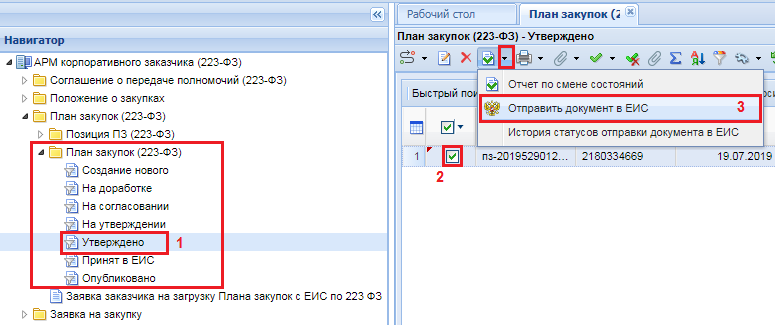 Рабочий стол
План закупок (2
Навигатор
План закупок (223-ФЗ) - Утверждено
АРМ корпоративного заказчика (223-ФЗ)
Соглашение о передаче полномочий (223-ФЗ)
Положение о закупках
План закупок (223-ФЗ)
Позиция ПЗ (223-ФЗ)
План закупок (223-ФЗ)
Создание нового
На доработке
На согласовании
На утверждении
Утверждено
1
Принят в ЕИС
Опубликовано
Заявка заказчика на загрузку Плана закупок с ЕИС по 223 ФЗ
Заявка на закупку
Быстрый
Отчет по смене состояний
Отправить документ в ЕИС
3
История статусов отправки документа в ЕИС
1
пз-2019529012...
2180334669
19.07.2019
2